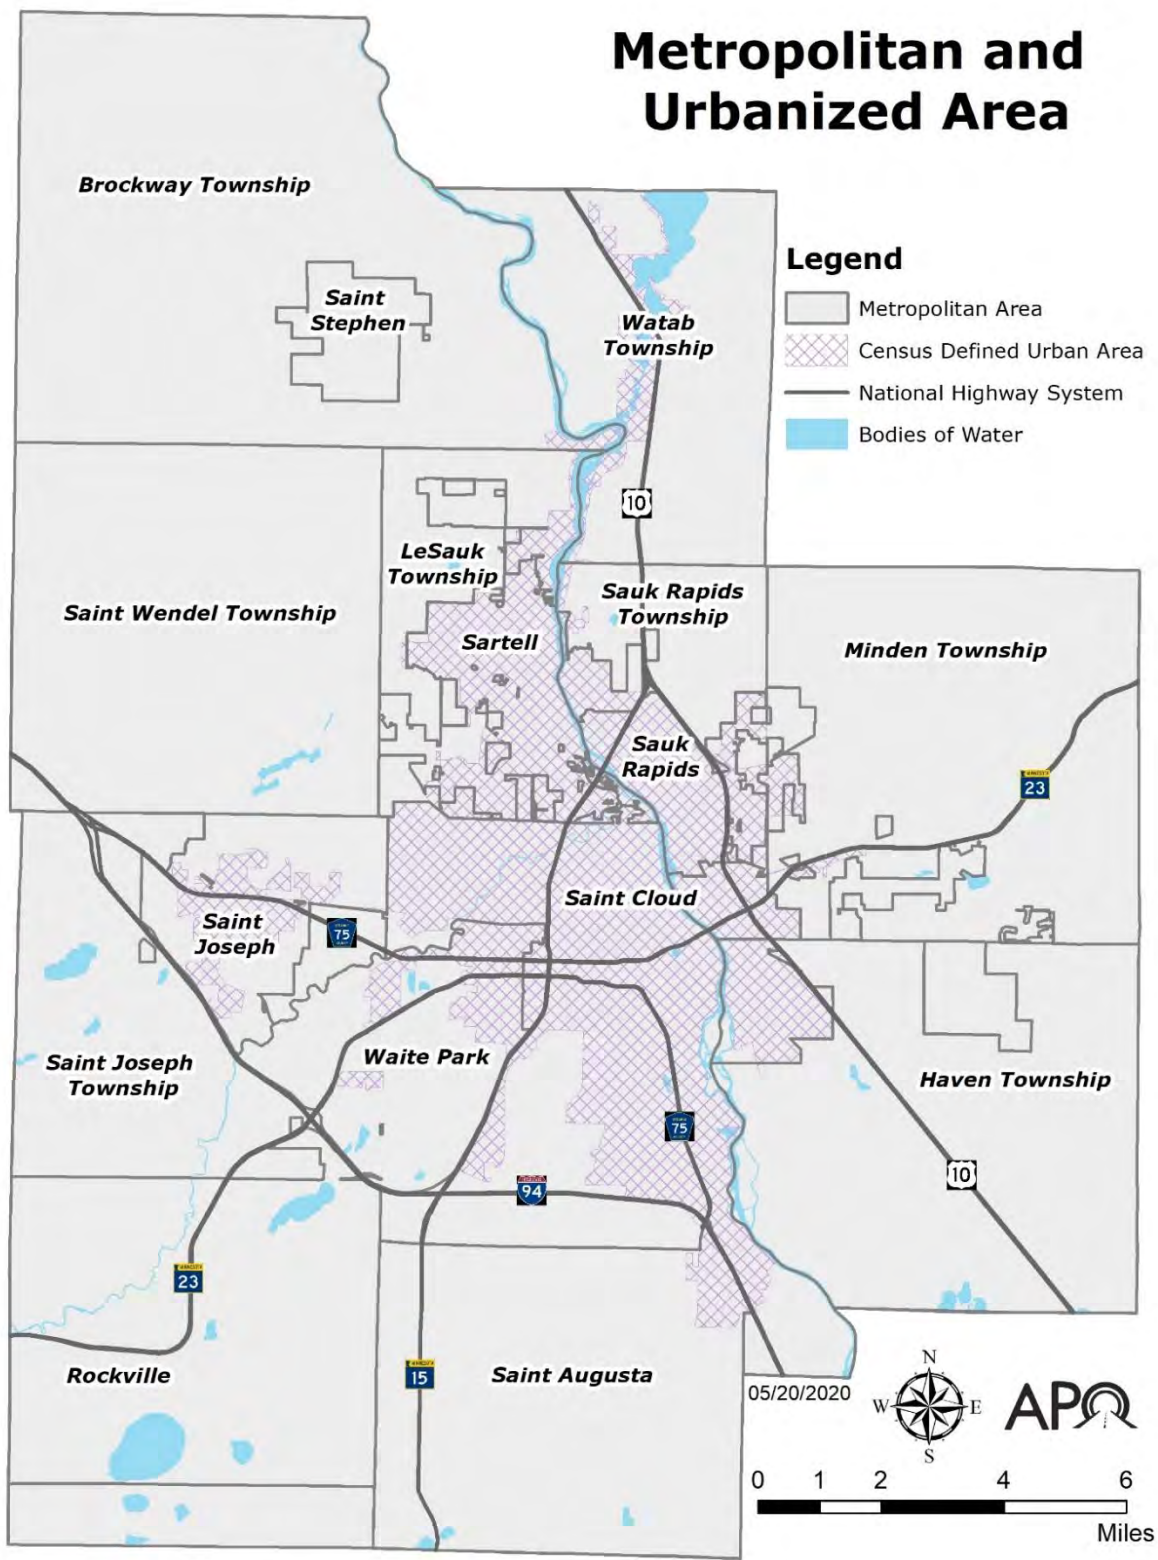 Metropolitan and
Urbanized Area
Brockway Township
Legend
Metropolitan Area
Saint
Stephen
Watab
Township
Census Defined Urban Area
National Highway System
Bodies of Water
10
LeSauk
Township
Sauk Rapids
Township
Saint Wendel Township
Sartell
Minden Township
Sauk
Rapids
23
Saint Cloud
Saint
Joseph
75
Saint Joseph
Township
Waite Park
Haven Township
75
10
94
23
Rockville
15
Saint Augusta
05/20/2020
N
W
E
S
APO
0 1 2 4 6
Miles